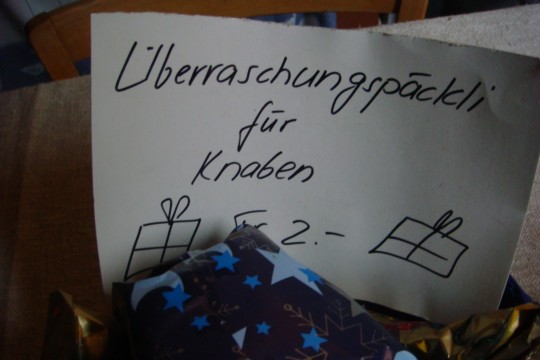 Überraschungspäckli
für
Knaben
Fr 2.-